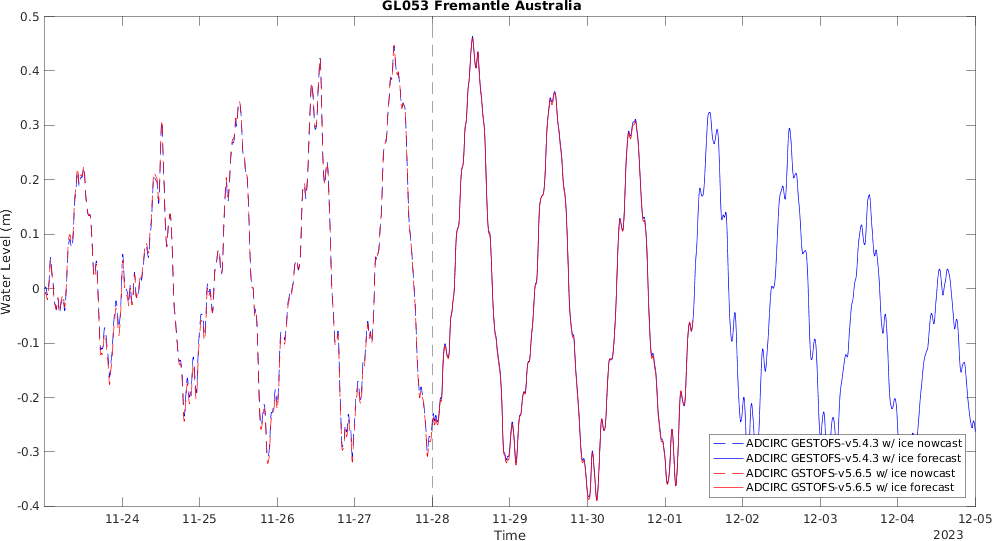 GL053 Fremantle Australia
0.5
0.4
0.3
0.2
0.1
0
-0.1
-0.2
-0.3
-0.4
Water Level (m)
ADCIRC GESTOFS-v5.4.3 w/ ice nowcast
ADCIRC GESTOFS-v5.4.3 w/ ice forecast
ADCIRC GSTOFS-v5.6.5 w/ ice nowcast
ADCIRC GSTOFS-v5.6.5 w/ ice forecast
11-24 11-25 11-26 11-27 11-28 11-29 11-30 12-01 12-02 12-03 12-04 12-05
Time
2023